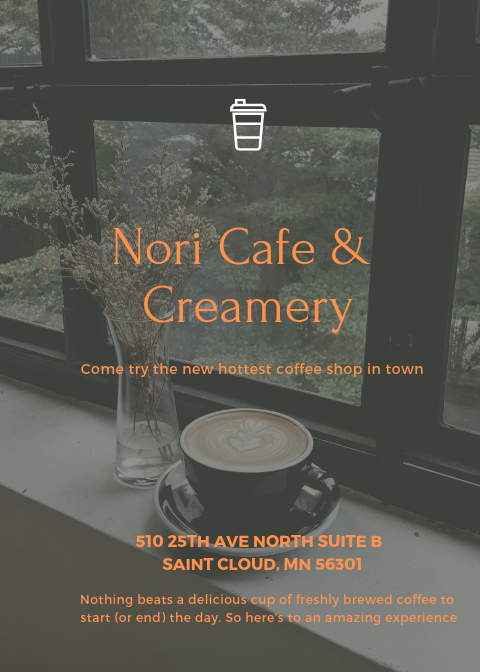 Nori Cafe &
Creamery
Come try the new hottest coffee shop in town
510 25TH AVE NORTH SUITE B
SAINT CLOUD, MN 56301
Nothing beats a delicious cup of freshly brewed coffee to
start (or end) the day. So here's to an amazing experience